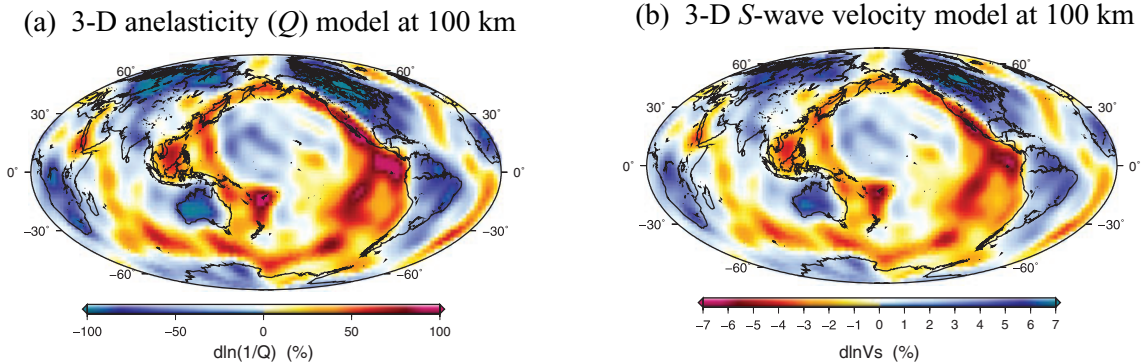 (a) 3-D anelasticity (Q) model at 100 km
60˚ 60˚
30˚ 30˚
0˚ 0˚
−30˚ −30˚
−60˚ −60˚
−100 −50 0 50 100
dln(1/Q) (%)
(b) 3-D S-wave velocity model at 100 km
60˚ 60˚
30˚ 30˚
0˚ 0˚
−30˚ −30˚
−60˚ −60˚
−7 −6 −5 −4 −3 −2 −1 0 1 2 3 4 5 6 7
dlnVs (%)